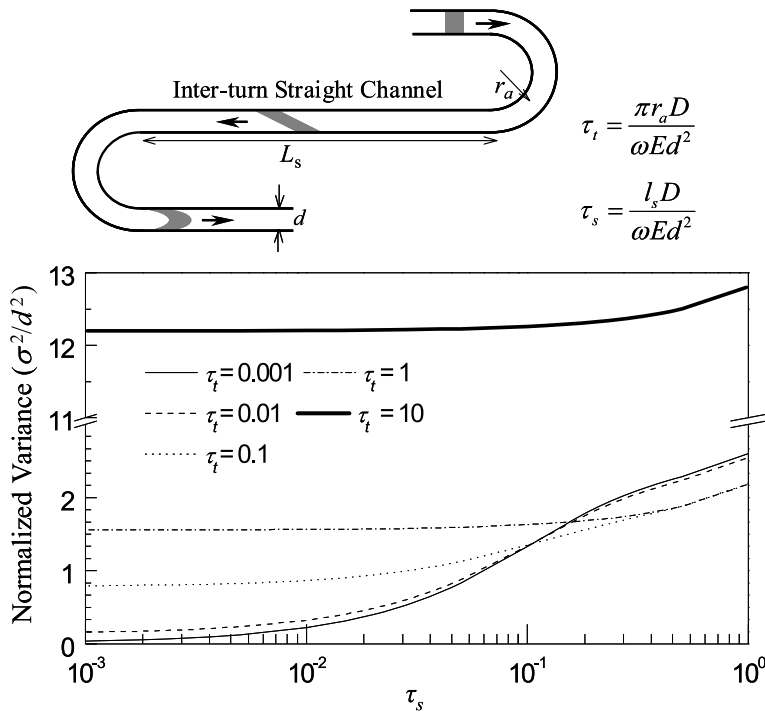 Inter-turn Straight Channel
r_a
L_s
d
τ_t = πr_aD / ωEd²
τ_s = l_sD / ωEd²
Normalized Variance (σ²/d²)
13
12
11
2
1
0
τ_t=0.001
τ_t=1
τ_t=0.01
τ_t=10
τ_t=0.1
10⁻³
10⁻²
10⁻¹
10⁰
τ_s